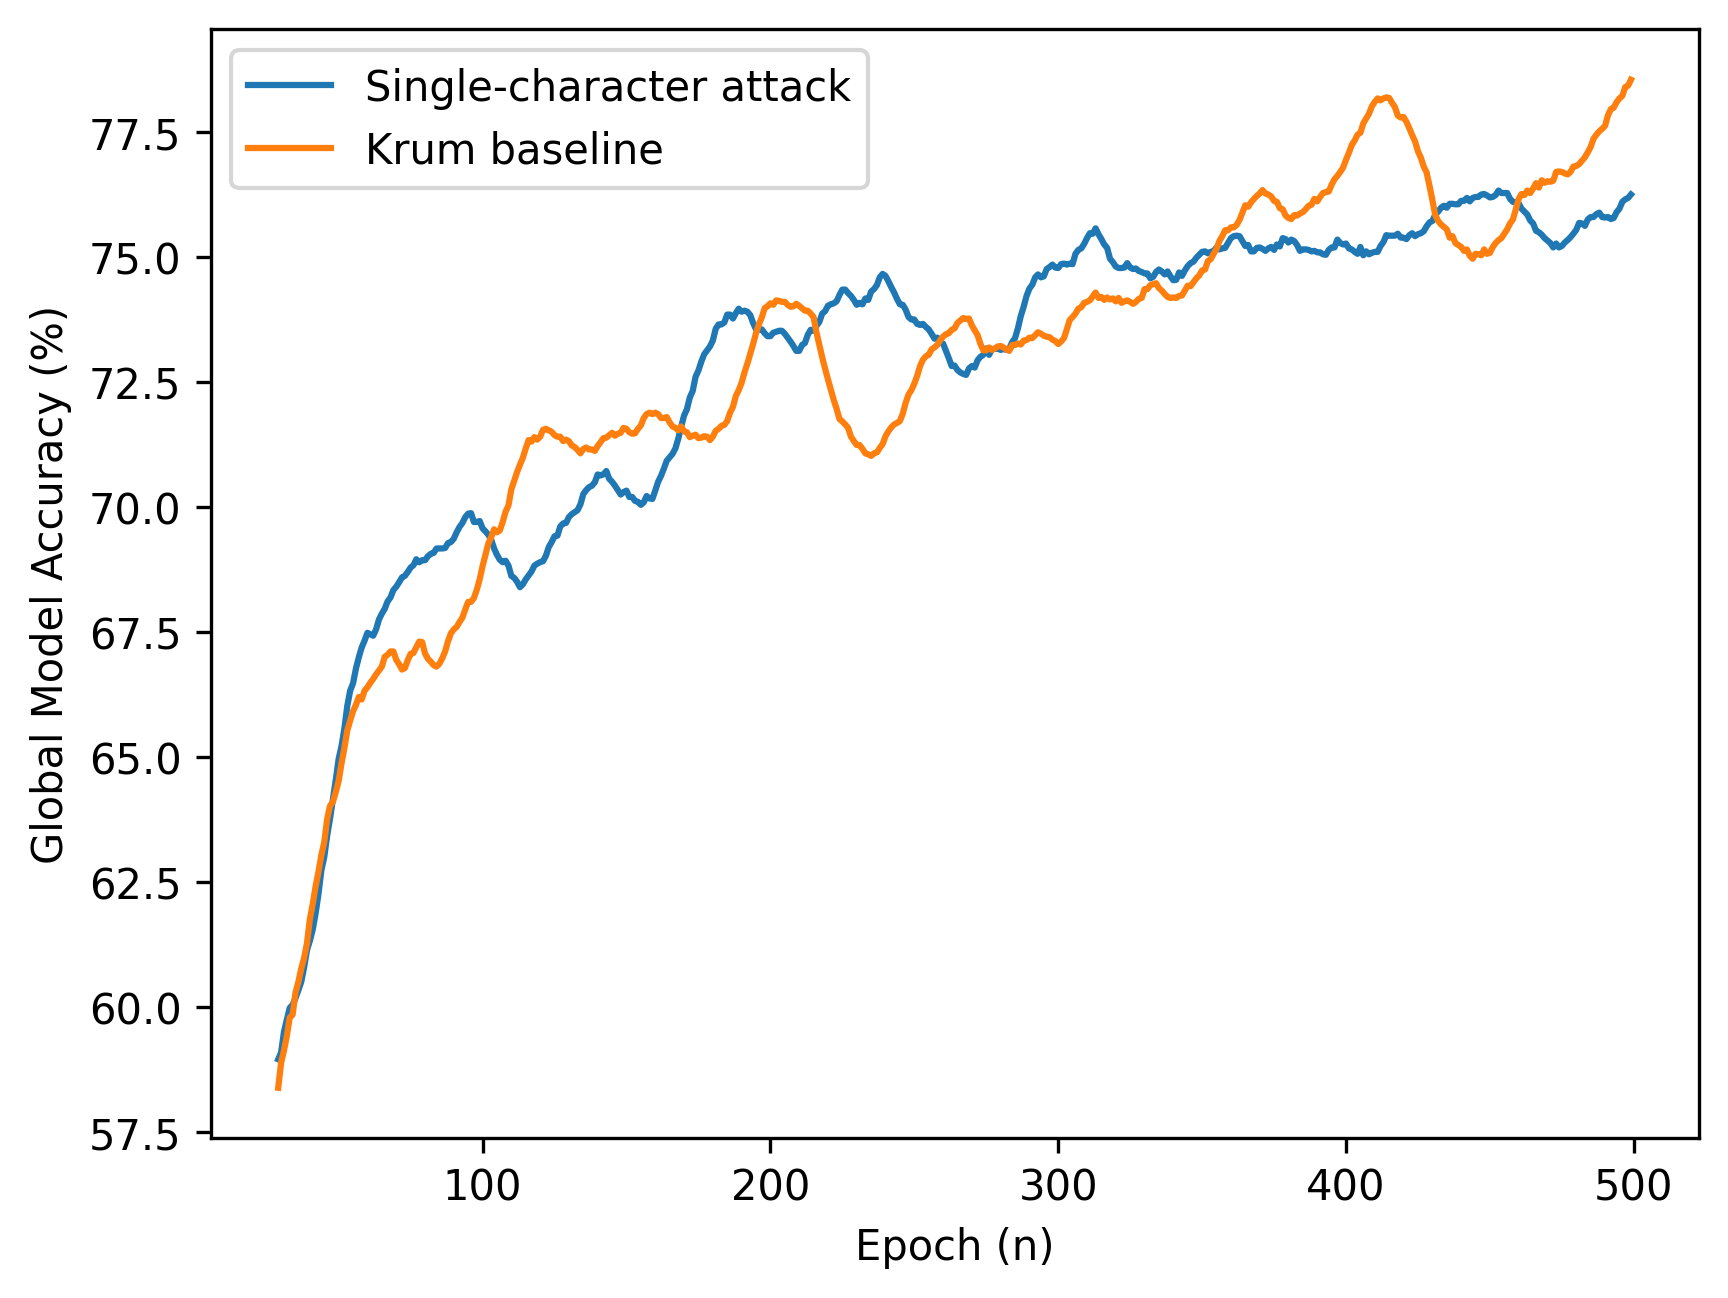 Single-character attack
Krum baseline
Global Model Accuracy (%)
77.5
75.0
72.5
70.0
67.5
65.0
62.5
60.0
57.5
100 200 300 400 500
Epoch (n)